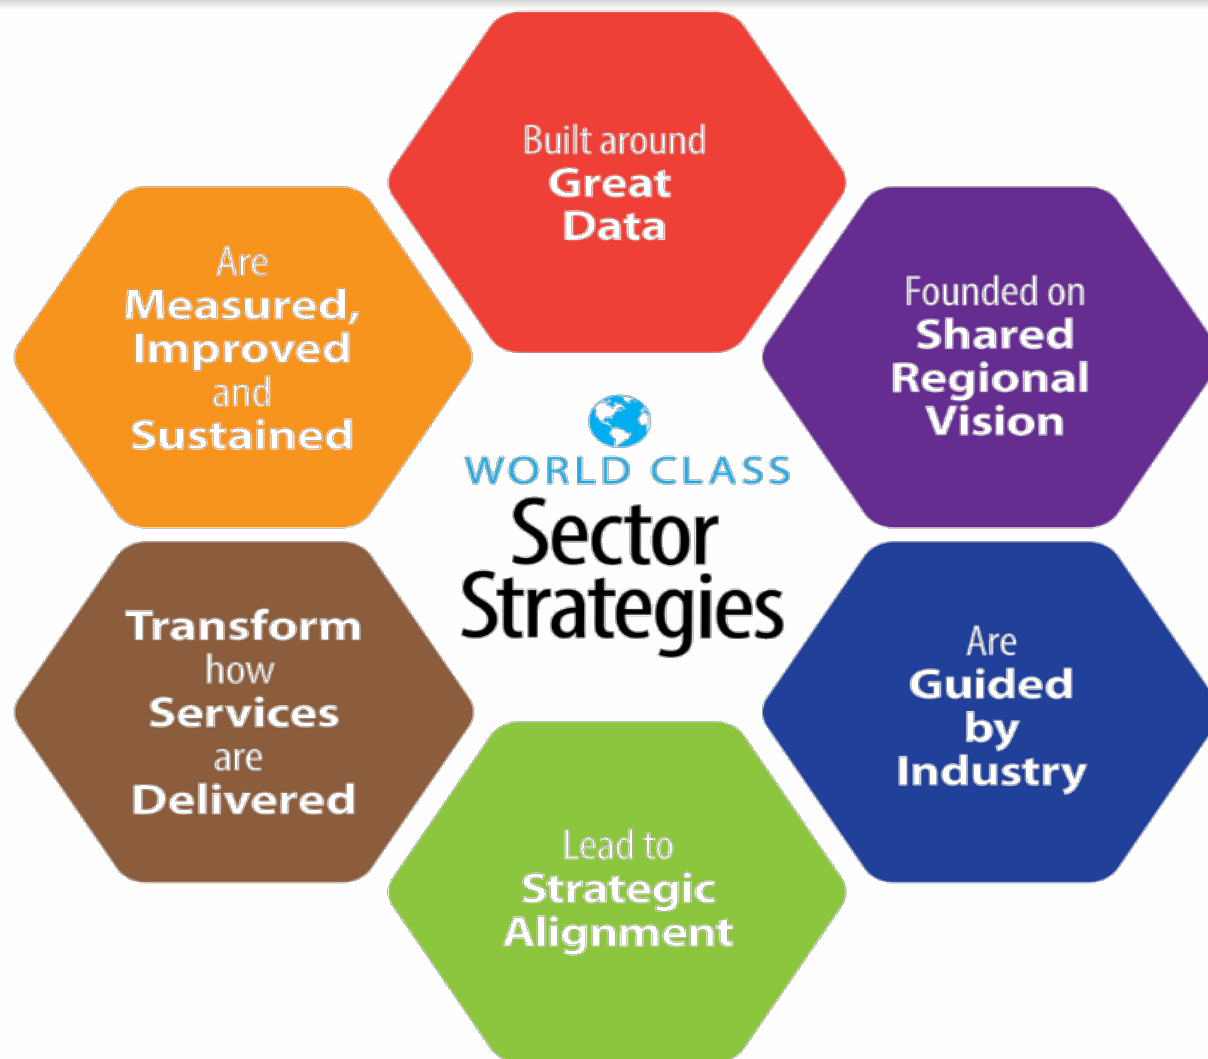 Built around
Great
Data
Founded on
Shared
Regional
Vision
Are
Guided
by
Industry
Lead to
Strategic
Alignment
Transform
how
Services
are
Delivered
Are
Measured,
Improved
and
Sustained
WORLD CLASS
Sector
Strategies